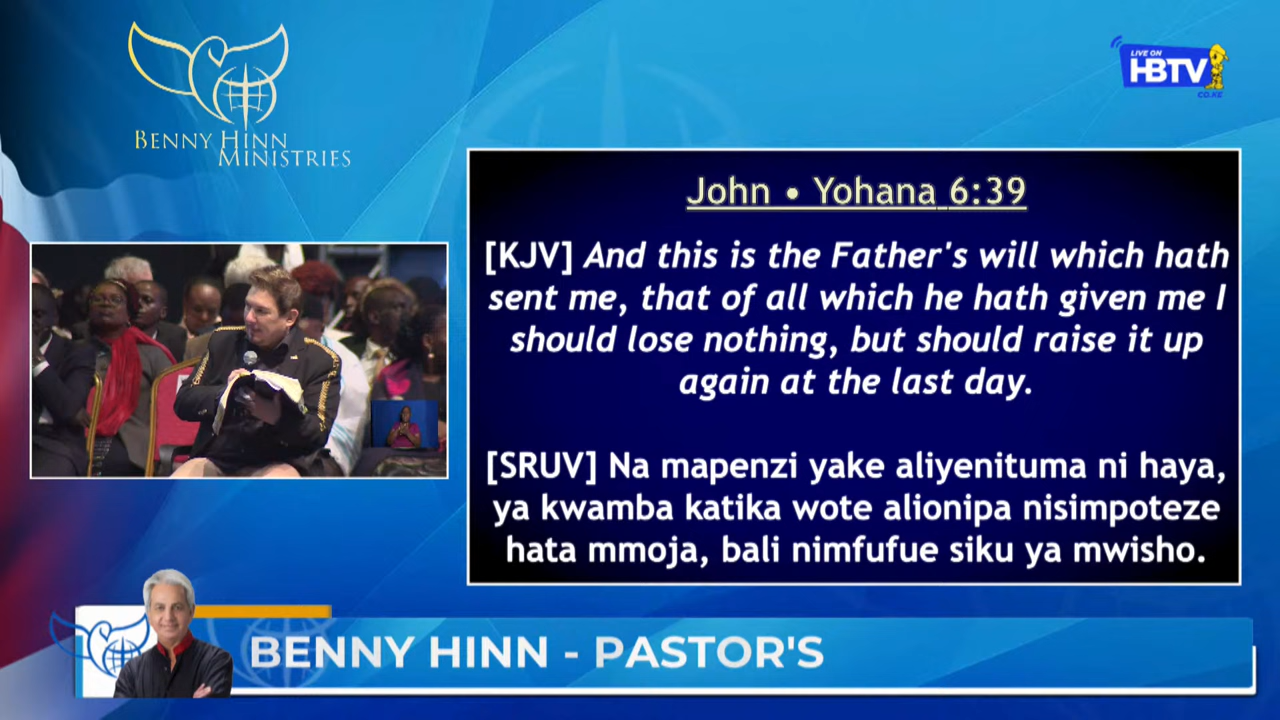 BENNY HINN
MINISTRIES
LIVE ON
HBTV
CO.KE
John • Yohana 6:39
[KJV] And this is the Father's will which hath
sent me, that of all which he hath given me I
should lose nothing, but should raise it up
again at the last day.
[SRUV] Na mapenzi yake aliyenituma ni haya,
ya kwamba katika wote alionipa nisimpoteze
hata mmoja, bali nimfufue siku ya mwisho.
BENNY HINN - PASTOR'S